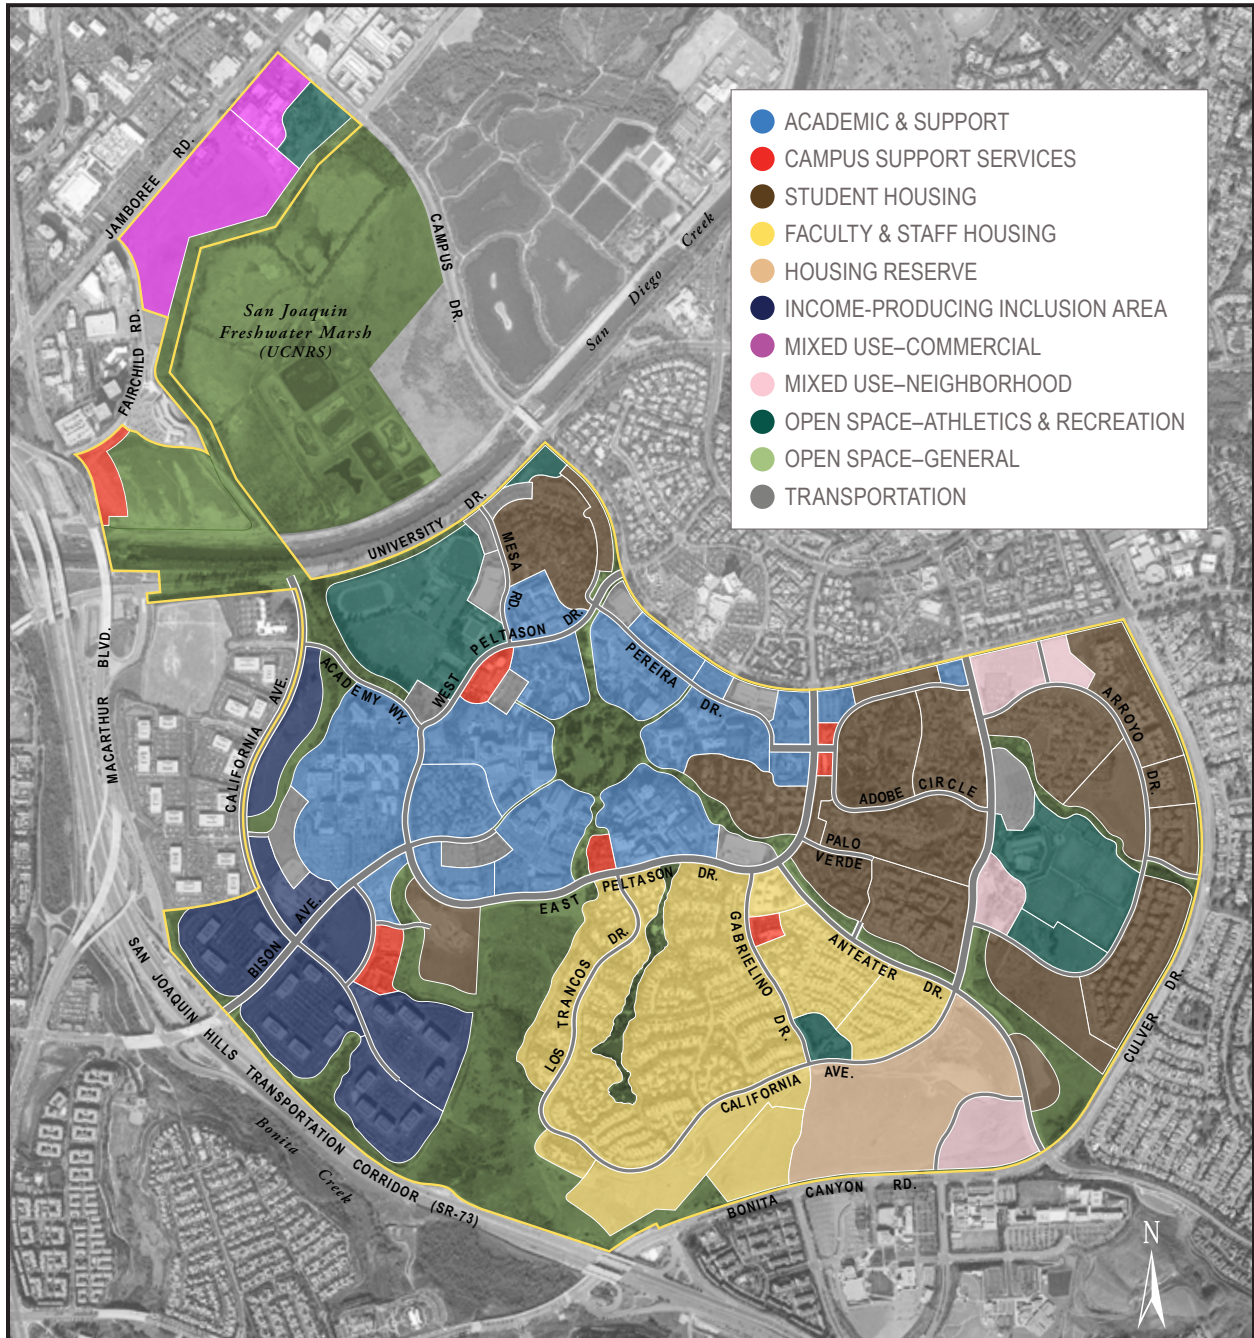 ACADEMIC & SUPPORT
CAMPUS SUPPORT SERVICES
STUDENT HOUSING
FACULTY & STAFF HOUSING
HOUSING RESERVE
INCOME-PRODUCING INCLUSION AREA
MIXED USE–COMMERCIAL
MIXED USE–NEIGHBORHOOD
OPEN SPACE–ATHLETICS & RECREATION
OPEN SPACE–GENERAL
TRANSPORTATION
JAMBOREE RD.
CAMPUS DR.
San Diego Creek
San Joaquin
Freshwater Marsh
(UCNRS)
FAIRCHILD RD.
UNIVERSITY DR.
MESA RD.
WEST PELTASON DR.
PEREIRA DR.
ACADEMY WY.
MACARTHUR BLVD.
CALIFORNIA AVE.
ARROYO DR.
ADOBE CIRCLE
PALO
VERDE
EAST PELTASON DR.
BISON AVE.
LOS TRANCOS DR.
GABRIELINO DR.
ANTEATER DR.
CULVER DR.
CALIFORNIA AVE.
SAN JOAQUIN HILLS TRANSPORTATION CORRIDOR (SR-73)
Bonita Creek
BONITA CANYON RD.
N